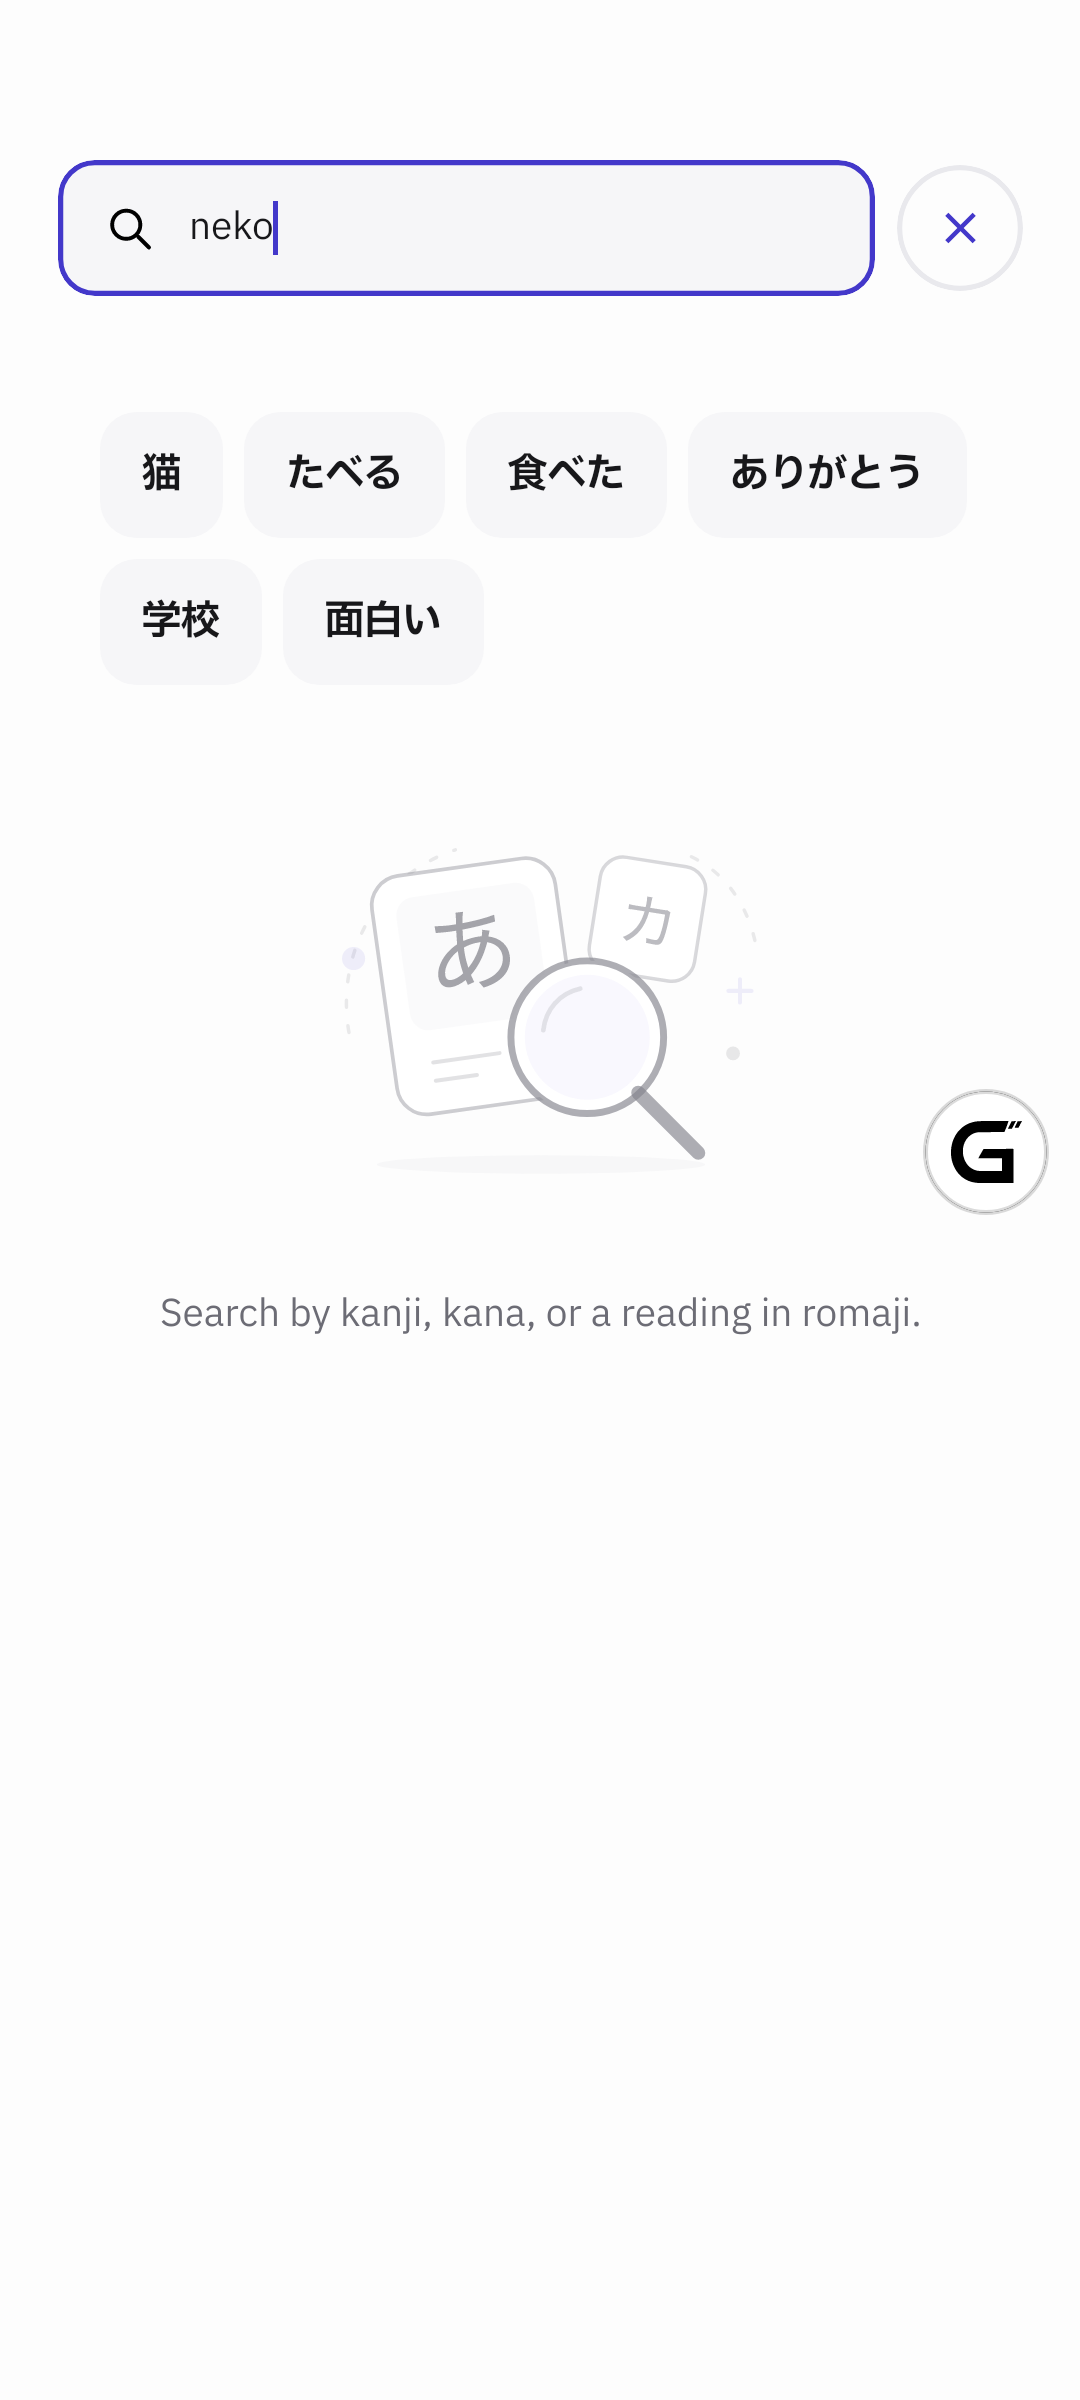 neko
猫 たべる 食べた ありがとう
学校 面白い
あ カ
G
Search by kanji, kana, or a reading in romaji.